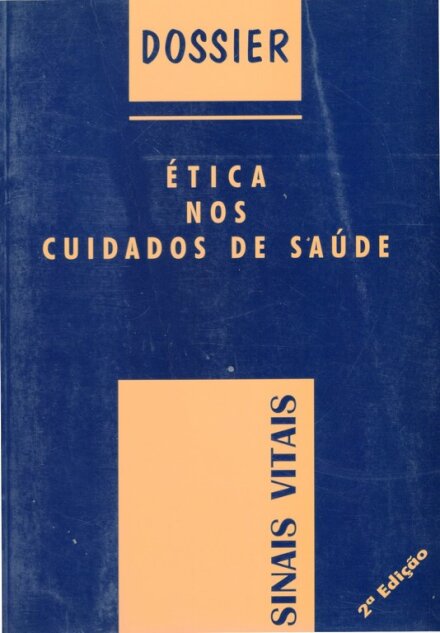 DOSSIER
ÉTICA
NOS
CUIDADOS DE SAÚDE
SINAIS VITAIS
2ª Edição